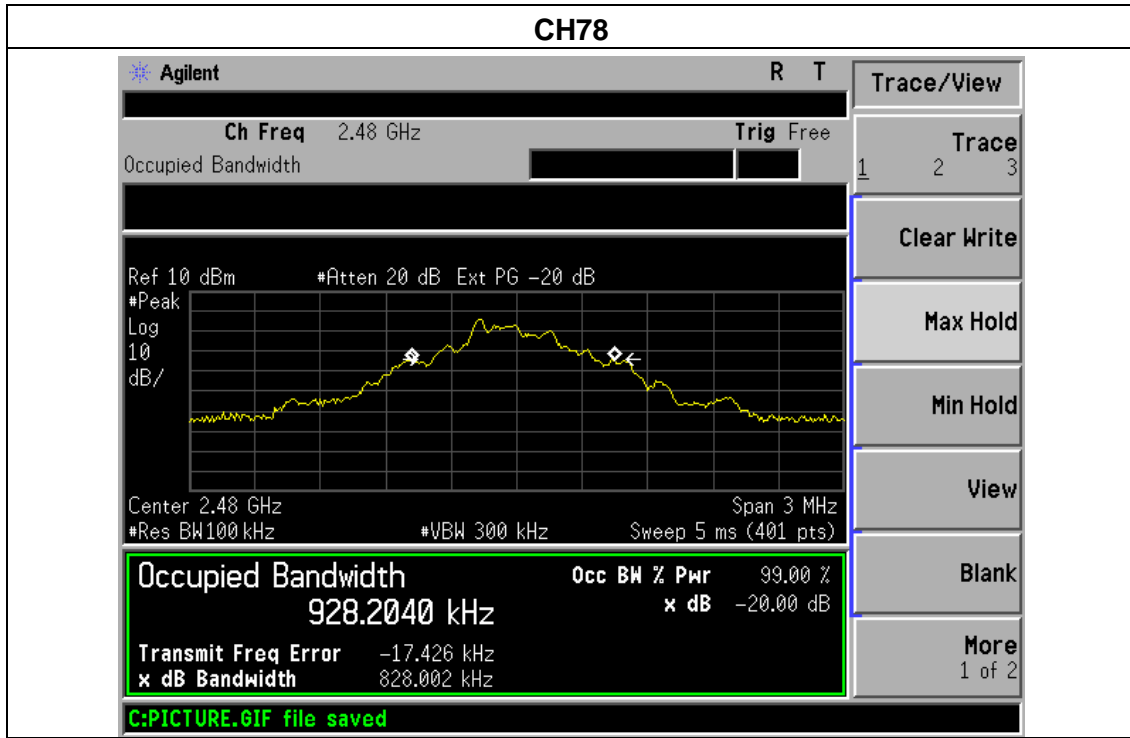 CH78
Agilent R T
Ch Freq 2.48 GHz Trig Free
Occupied Bandwidth
Ref 10 dBm #Atten 20 dB Ext PG -20 dB
#Peak
Log
10
dB/
Center 2.48 GHz Span 3 MHz
#Res BW 100 kHz #VBW 300 kHz Sweep 5 ms (401 pts)
Occupied Bandwidth Occ BW % Pwr 99.00 %
928.2040 kHz x dB -20.00 dB
Transmit Freq Error -17.426 kHz
x dB Bandwidth 828.002 kHz
C:PICTURE.GIF file saved
Trace/View
Trace
1 2 3
Clear Write
Max Hold
Min Hold
View
Blank
More
1 of 2